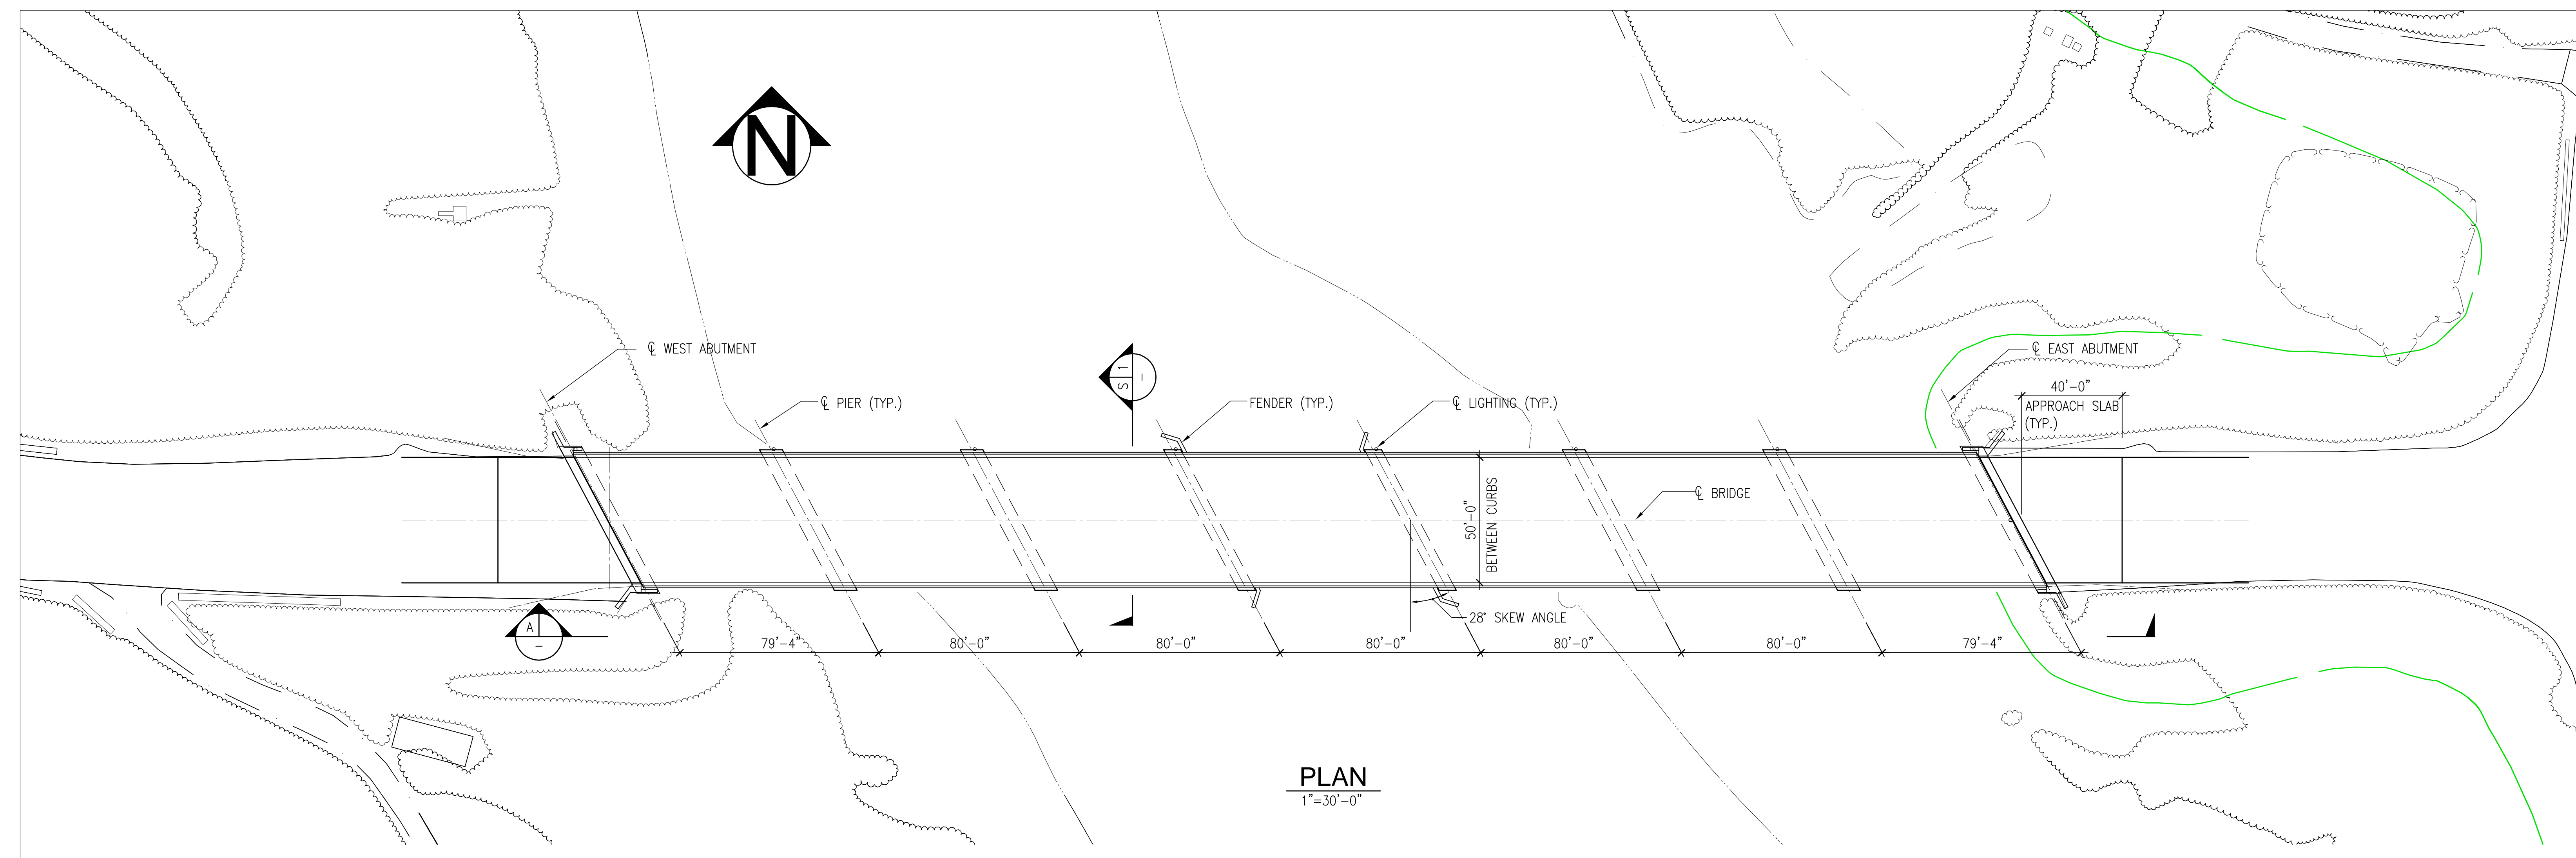 N
℄ WEST ABUTMENT
℄ EAST ABUTMENT
S 1
–
40'-0"
APPROACH SLAB
(TYP.)
℄ PIER (TYP.)
FENDER (TYP.)
℄ LIGHTING (TYP.)
50'-0"
BETWEEN CURBS
℄ BRIDGE
A
–
28° SKEW ANGLE
79'-4"
80'-0"
80'-0"
80'-0"
80'-0"
80'-0"
79'-4"
PLAN
1"=30'-0"